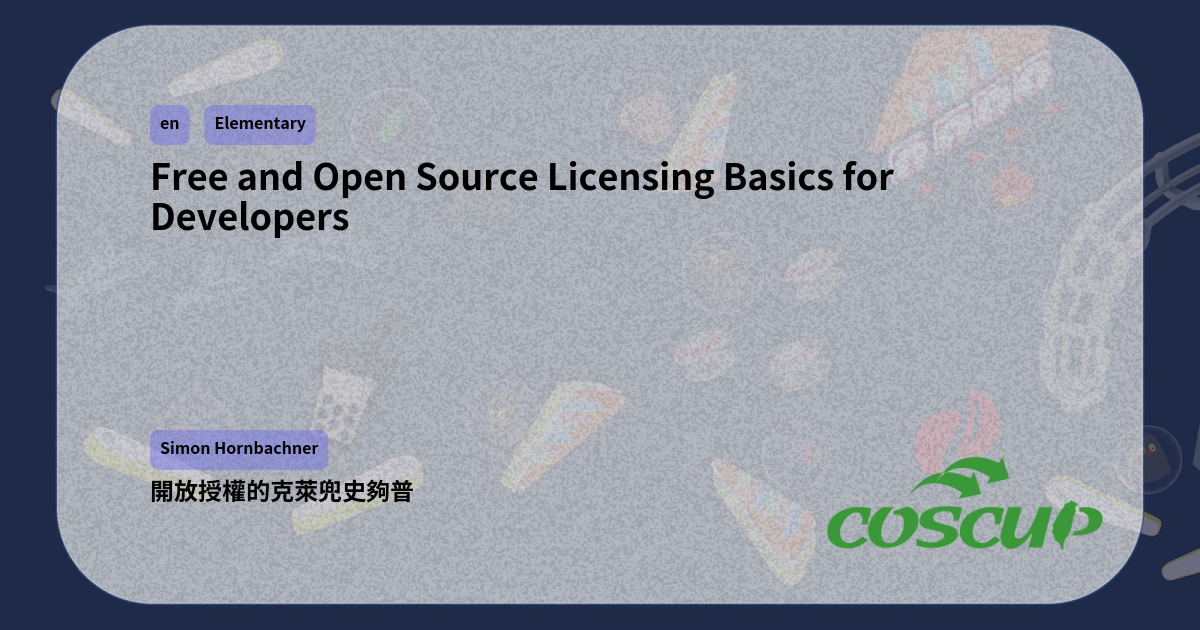 en Elementary
Free and Open Source Licensing Basics for
Developers
Simon Hornbachner
開放授權的克萊兜史夠普
COSCUP